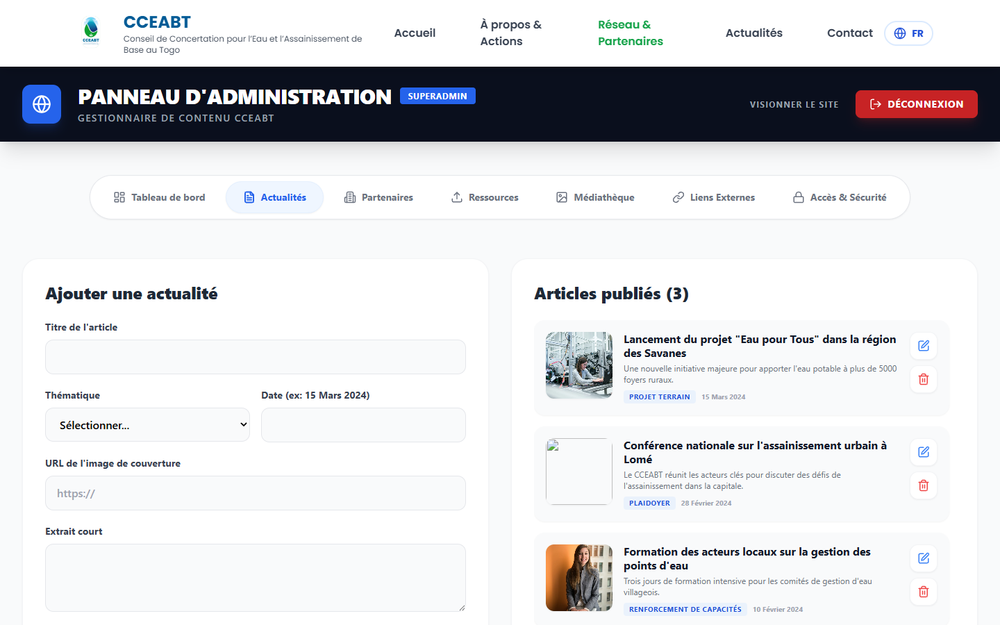 CCEABT
CCEABT
Conseil de Concertation pour l'Eau et l'Assainissement de
Base au Togo
Accueil
À propos &
Actions
Réseau &
Partenaires
Actualités
Contact
FR
PANNEAU D'ADMINISTRATION
SUPERADMIN
GESTIONNAIRE DE CONTENU CCEABT
VISIONNER LE SITE
DÉCONNEXION
Tableau de bord
Actualités
Partenaires
Ressources
Médiathèque
Liens Externes
Accès & Sécurité
Ajouter une actualité
Titre de l'article
Thématique
Date (ex: 15 Mars 2024)
Sélectionner...
URL de l'image de couverture
https://
Extrait court
Articles publiés (3)
Lancement du projet "Eau pour Tous" dans la région
des Savanes
Une nouvelle initiative majeure pour apporter l'eau potable à plus de 5000
foyers ruraux.
PROJET TERRAIN
15 Mars 2024
Conférence nationale sur l'assainissement urbain à
Lomé
Le CCEABT réunit les acteurs clés pour discuter des défis de
l'assainissement dans la capitale.
PLAIDOYER
28 Février 2024
Formation des acteurs locaux sur la gestion des
points d'eau
Trois jours de formation intensive pour les comités de gestion d'eau
villageois.
RENFORCEMENT DE CAPACITÉS
10 Février 2024